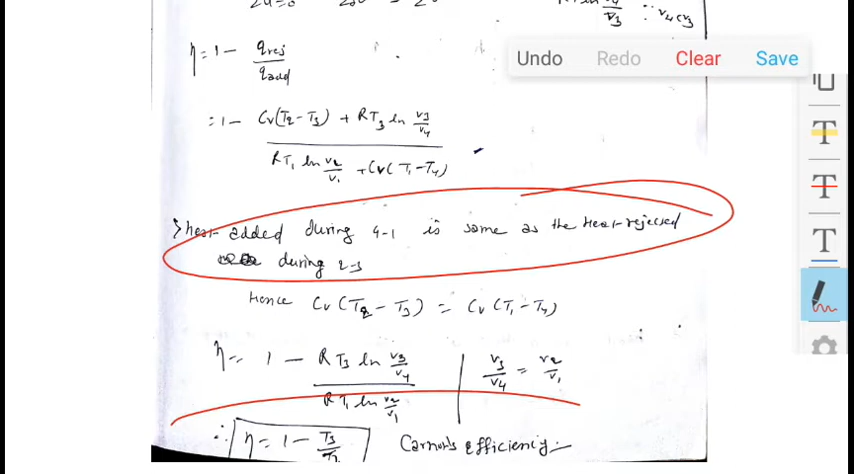 Undo Redo Clear Save
η = 1 - qrej / qadd
= 1 - Cv(T2 - T3) + RT3 ln v3/v4 / RT1 ln v2/v1 + Cv(T1 - T4)
heat added during 4-1 is same as the heat rejected
during 2-3
Hence Cv(T2 - T3) = Cv(T1 - T4)
η = 1 - RT3 ln v3/v4 / RT1 ln v2/v1 | v3/v4 = v2/v1
∴ η = 1 - T3/T1 Carnot's efficiency